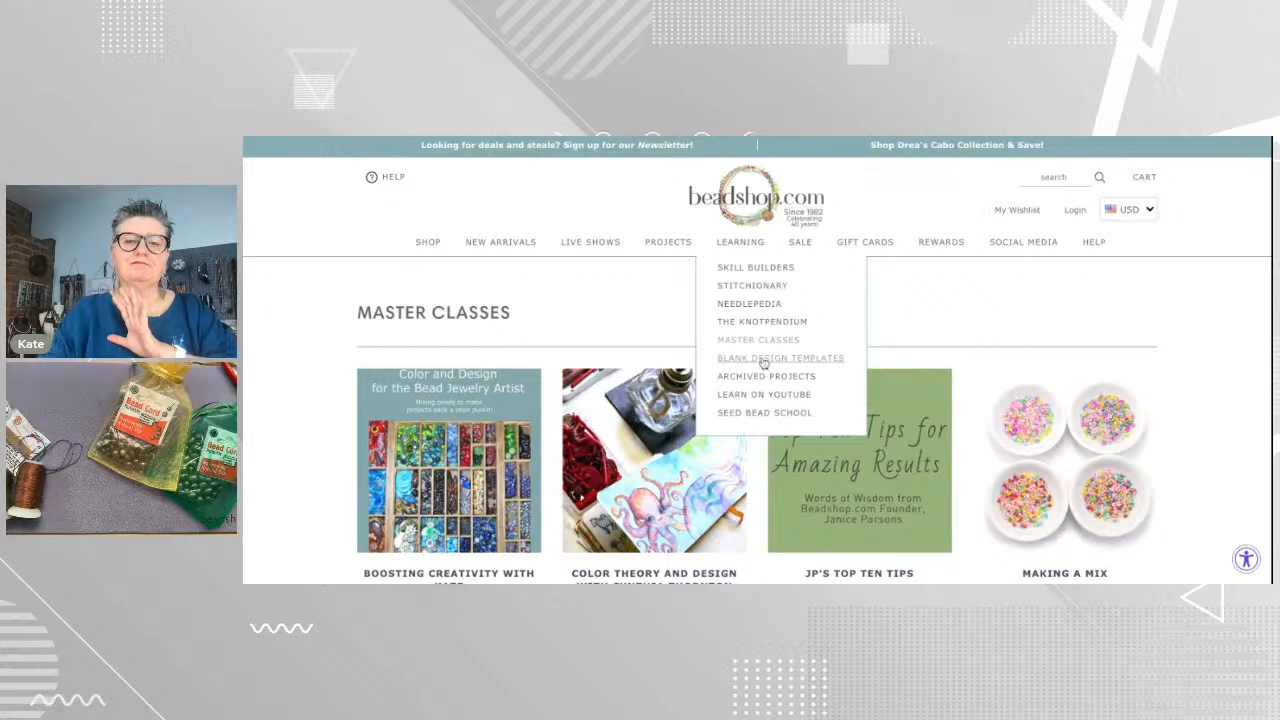 Looking for deals and steals? Sign up for our Newsletter!
Shop Drea's Cabo Collection & Save!
HELP
beadshop.com
Since 1982
Celebrating
40 years!
search
CART
My Wishlist
Login
USD
SHOP
NEW ARRIVALS
LIVE SHOWS
PROJECTS
LEARNING
SALE
GIFT CARDS
REWARDS
SOCIAL MEDIA
HELP
SKILL BUILDERS
STITCHIONARY
NEEDLEPEDIA
THE KNOTPENDIUM
MASTER CLASSES
BLANK DESIGN TEMPLATES
ARCHIVED PROJECTS
LEARN ON YOUTUBE
SEED BEAD SCHOOL
MASTER CLASSES
Color and Design
for the Bead Jewelry Artist
Mixing beads to make
projects pack a color punch!
Tips for
Amazing Results
Words of Wisdom from
Beadshop.com Founder,
Janice Parsons
BOOSTING CREATIVITY WITH
COLOR THEORY AND DESIGN
JP'S TOP TEN TIPS
MAKING A MIX
Kate
Bead Cord
Bead Cord